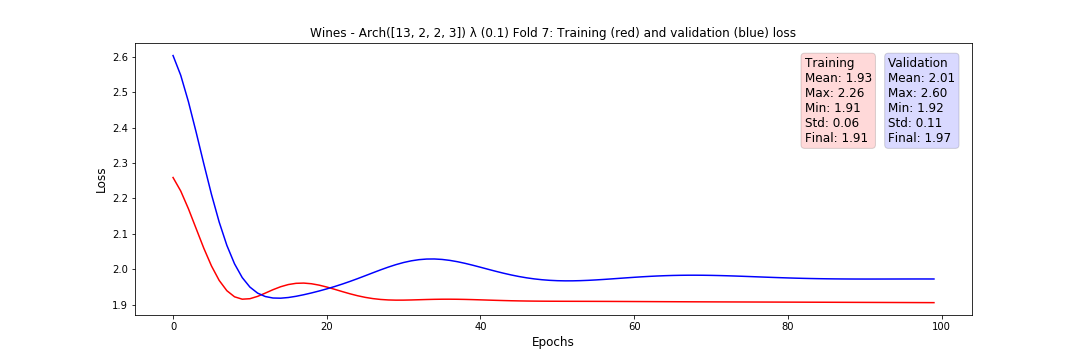 Wines - Arch([13, 2, 2, 3]) λ (0.1) Fold 7: Training (red) and validation (blue) loss
Training
Mean: 1.93
Max: 2.26
Min: 1.91
Std: 0.06
Final: 1.91
Validation
Mean: 2.01
Max: 2.60
Min: 1.92
Std: 0.11
Final: 1.97
Loss
2.6
2.5
2.4
2.3
2.2
2.1
2.0
1.9
0 20 40 60 80 100
Epochs